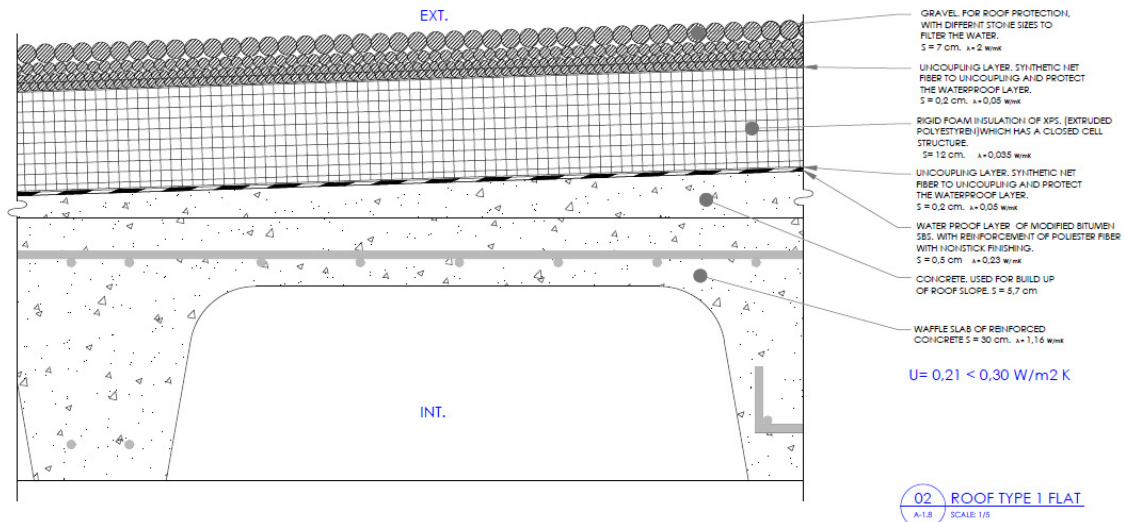 EXT.
GRAVEL. FOR ROOF PROTECTION,
WITH DIFFERNT STONE SIZES TO
FILTER THE WATER.
S = 7 cm. λ= 2 W/mK
UNCOUPLING LAYER. SYNTHETIC NET
FIBER TO UNCOUPLING AND PROTECT
THE WATERPROOF LAYER.
S = 0,2 cm. λ= 0,05 W/mK
RIGID FOAM INSULATION OF XPS. (EXTRUDED
POLYESTYREN)WHICH HAS A CLOSED CELL
STRUCTURE.
S= 12 cm. λ= 0,035 W/mK
UNCOUPLING LAYER. SYNTHETIC NET
FIBER TO UNCOUPLING AND PROTECT
THE WATERPROOF LAYER.
S = 0,2 cm. λ= 0,05 W/mK
WATER PROOF LAYER OF MODIFIED BITUMEN
SBS. WITH REINFORCEMENT OF POLIESTER FIBER
WITH NONSTICK FINISHING.
S = 0,5 cm λ= 0,23 W/mK
CONCRETE. USED FOR BUILD UP
OF ROOF SLOPE. S = 5,7 cm
WAFFLE SLAB OF REINFORCED
CONCRETE S = 30 cm. λ= 1,16 W/mK
U= 0,21 < 0,30 W/m2 K
INT.
02 ROOF TYPE 1 FLAT
A-1.8 SCALE: 1/5